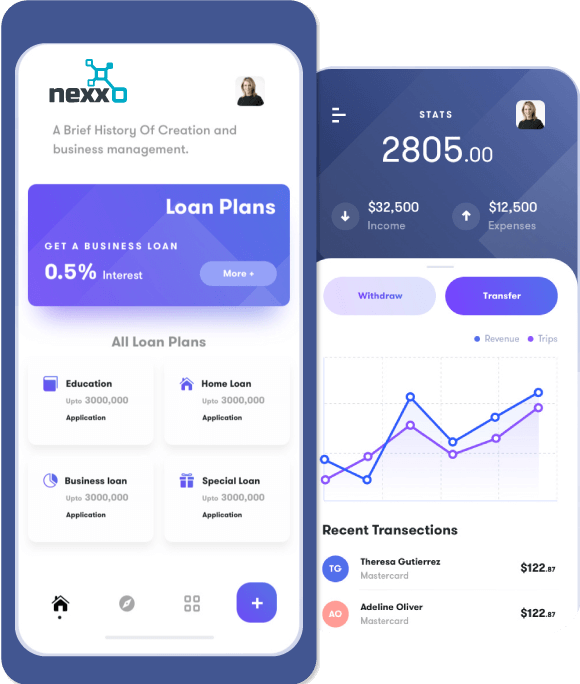 nexxo
A Brief History Of Creation and
business management.
Loan Plans
GET A BUSINESS LOAN
0.5% Interest
More +
All Loan Plans
Education
Upto 3000,000
Application
Home Loan
Upto 3000,000
Application
Business loan
Upto 3000,000
Application
Special Loan
Upto 3000,000
Application
+
STATS
2805.00
$32,500
Income
$12,500
Expenses
Withdraw
Transfer
Revenue
Trips
Recent Transections
TG
Theresa Gutierrez
Mastercard
$122.87
AO
Adeline Oliver
Mastercard
$122.87